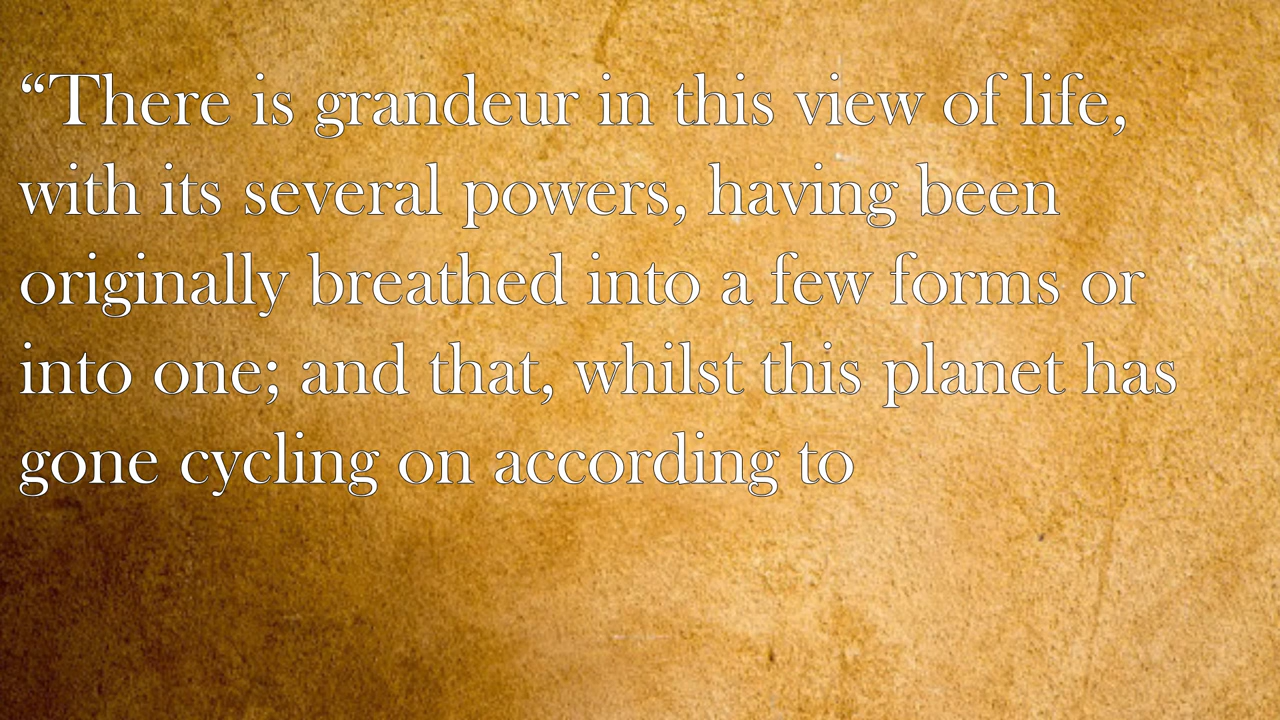 “There is grandeur in this view of life,
with its several powers, having been
originally breathed into a few forms or
into one; and that, whilst this planet has
gone cycling on according to